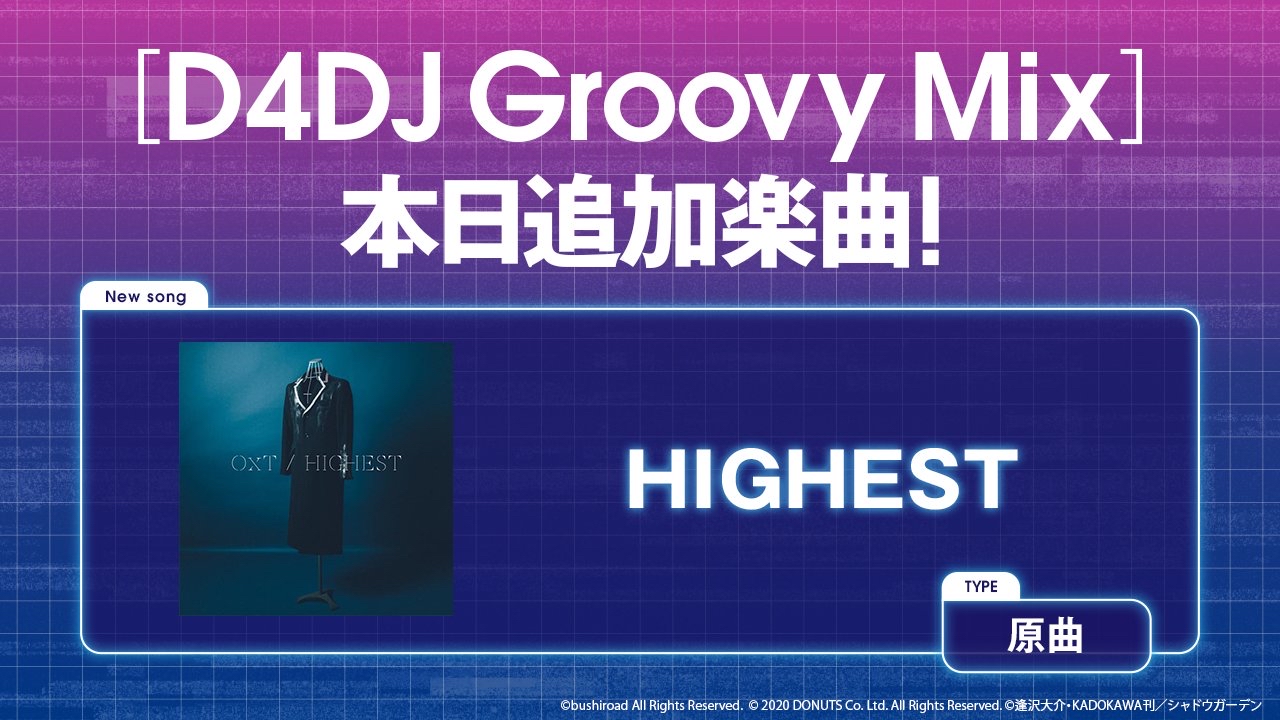 [D4DJ Groovy Mix]
本日追加楽曲!
New song
OxT / HIGHEST
HIGHEST
TYPE
原曲
©bushiroad All Rights Reserved. © 2020 DONUTS Co. Ltd. All Rights Reserved. ©逢沢大介・KADOKAWA刊／シャドウガーデン